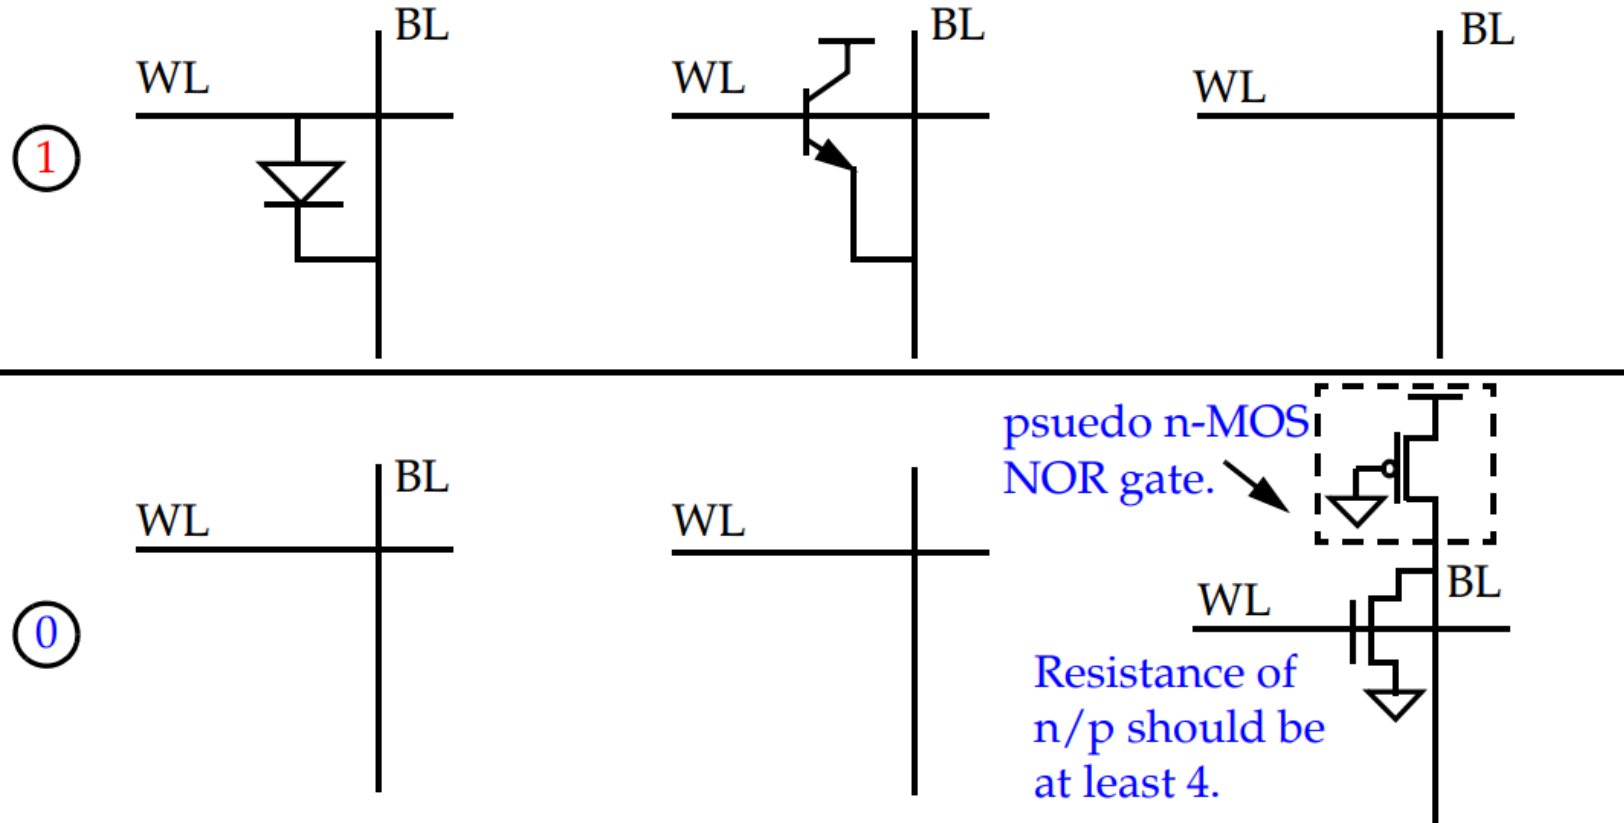 BL
WL
BL
WL
BL
WL
1
psuedo n-MOS
NOR gate.
BL
WL
WL
BL
WL
0
Resistance of
n/p should be
at least 4.